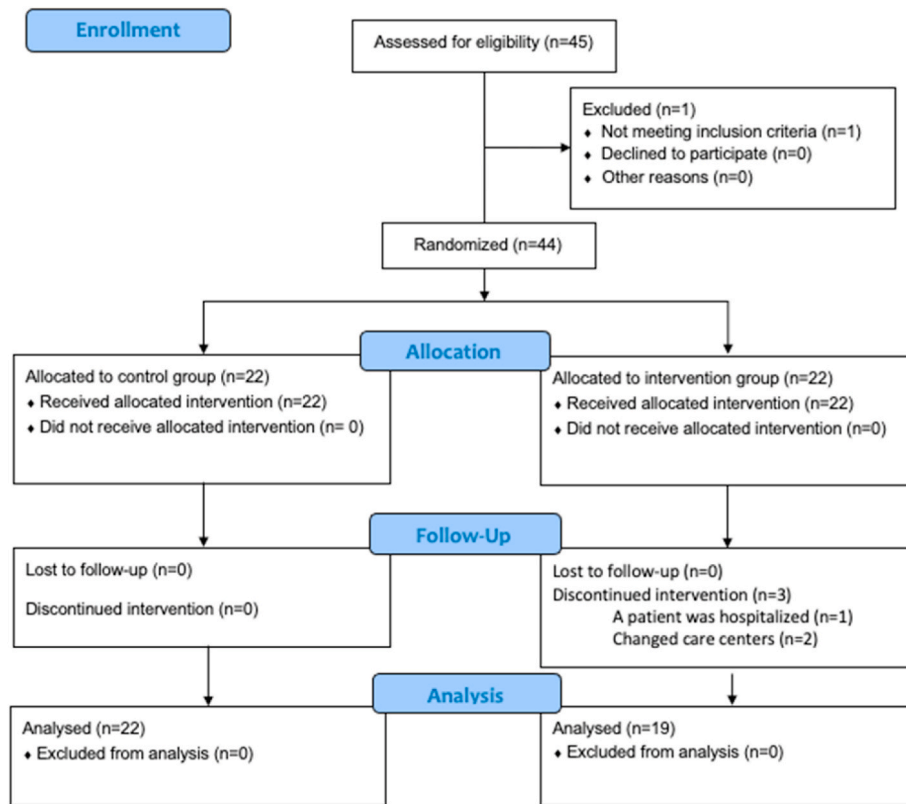 Enrollment
Assessed for eligibility (n=45)
Excluded (n=1)
♦ Not meeting inclusion criteria (n=1)
♦ Declined to participate (n=0)
♦ Other reasons (n=0)
Randomized (n=44)
Allocation
Allocated to control group (n=22)
♦ Received allocated intervention (n=22)
♦ Did not receive allocated intervention (n= 0)
Allocated to intervention group (n=22)
♦ Received allocated intervention (n=22)
♦ Did not receive allocated intervention (n=0)
Follow-Up
Lost to follow-up (n=0)
Discontinued intervention (n=0)
Lost to follow-up (n=0)
Discontinued intervention (n=3)
A patient was hospitalized (n=1)
Changed care centers (n=2)
Analysis
Analysed (n=22)
♦ Excluded from analysis (n=0)
Analysed (n=19)
♦ Excluded from analysis (n=0)